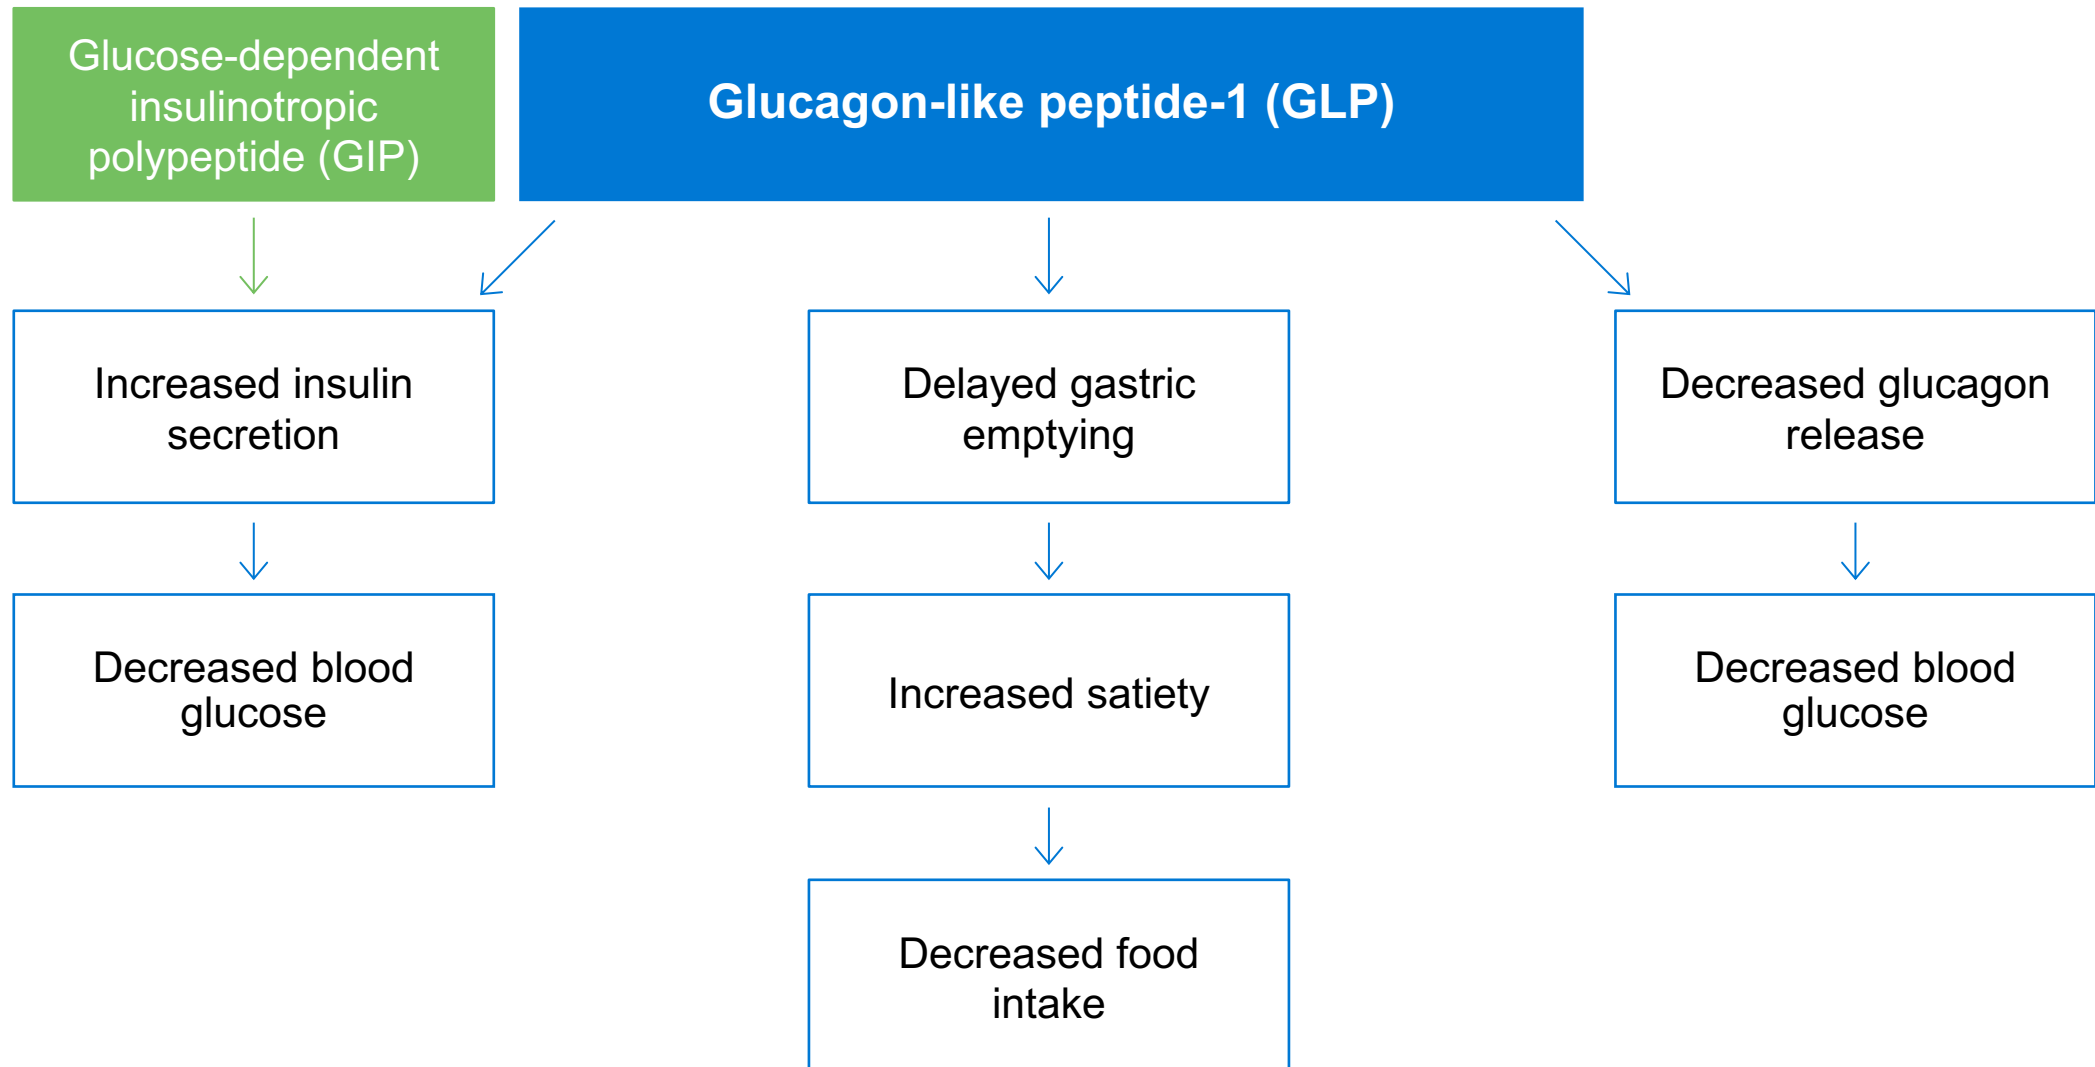 Glucose-dependent
insulinotropic
polypeptide (GIP)
Glucagon-like peptide-1 (GLP)
Increased insulin
secretion
Delayed gastric
emptying
Decreased glucagon
release
Decreased blood
glucose
Increased satiety
Decreased blood
glucose
Decreased food
intake